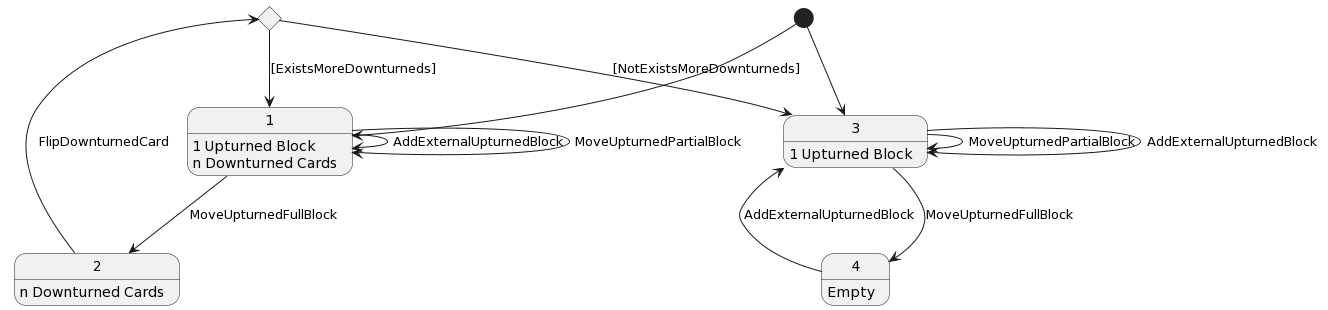 [ExistsMoreDownturneds]
[NotExistsMoreDownturneds]
1
1 Upturned Block
n Downturned Cards
3
1 Upturned Block
FlipDownturnedCard
AddExternalUpturnedBlock
MoveUpturnedPartialBlock
MoveUpturnedPartialBlock
AddExternalUpturnedBlock
MoveUpturnedFullBlock
AddExternalUpturnedBlock
MoveUpturnedFullBlock
2
n Downturned Cards
4
Empty